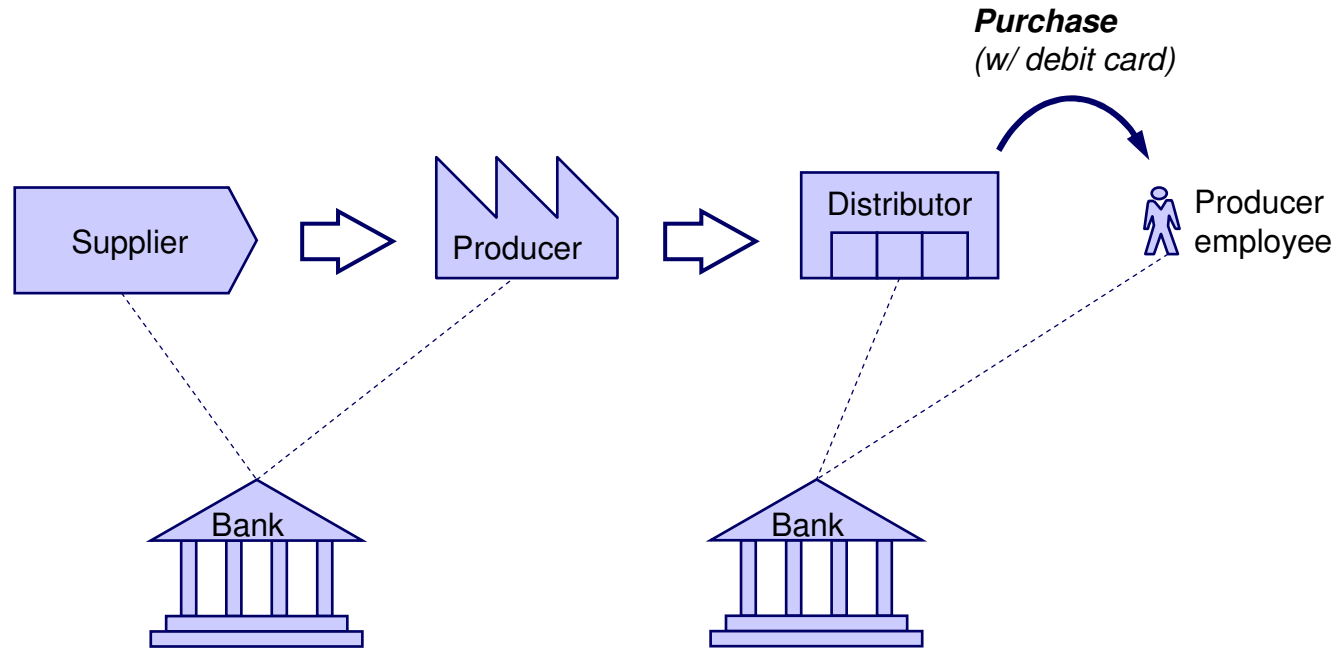 Purchase
(w/ debit card)
Supplier
Producer
Distributor
Producer
employee
Bank
Bank